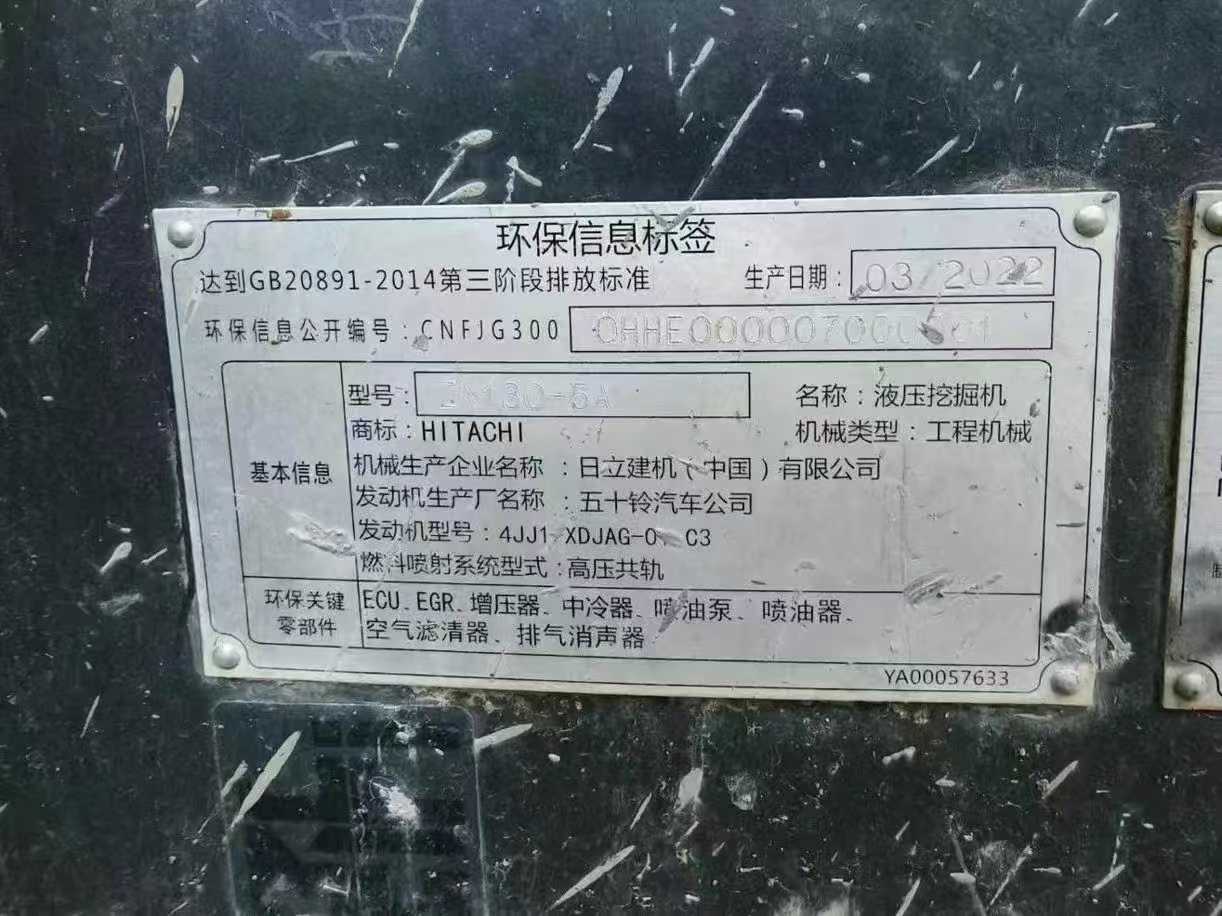 环保信息标签
达到GB20891-2014第三阶段排放标准 生产日期: 03/2022
环保信息公开编号: CNFJG300
型号: 名称: 液压挖掘机
商标: HITACHI 机械类型: 工程机械
基本信息
机械生产企业名称: 日立建机(中国)有限公司
发动机生产厂名称: 五十铃汽车公司
发动机型号: C3
燃料喷射系统型式: 高压共轨
环保关键零部件
ECU、EGR、增压器、中冷器、喷油泵、喷油器、
空气滤清器、排气消声器
YA00057633